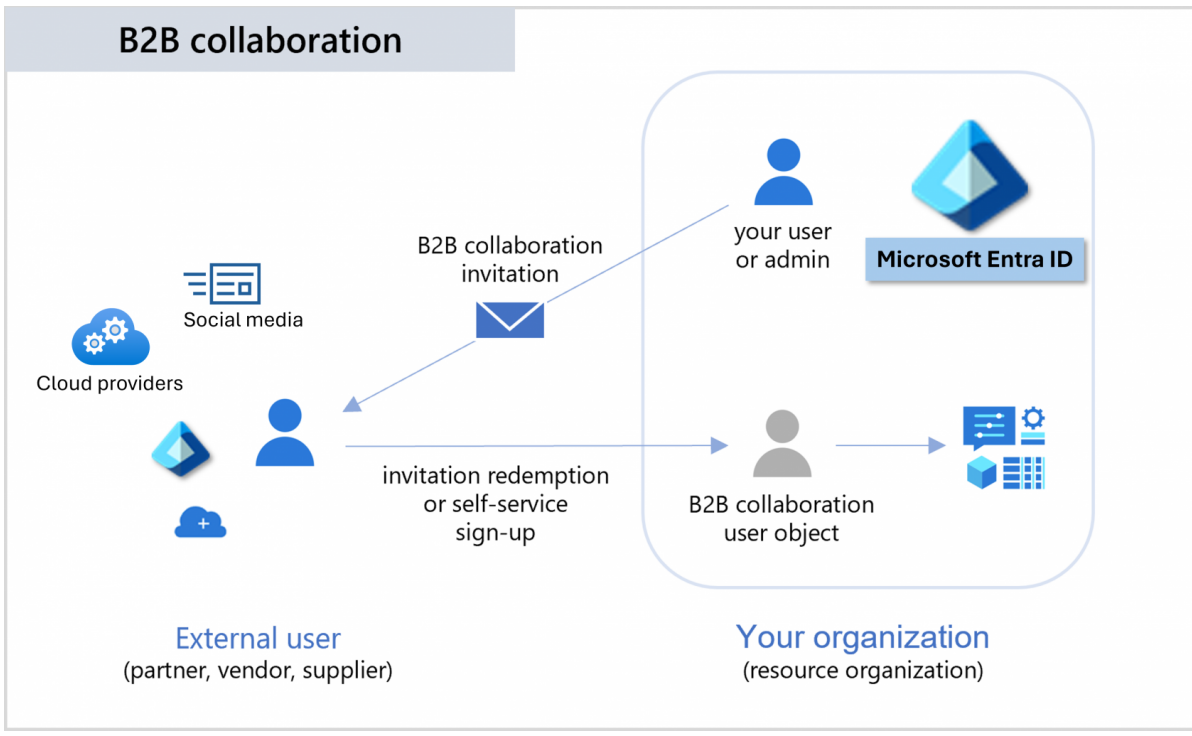 B2B collaboration
your user
or admin
Microsoft Entra ID
B2B collaboration
invitation
Social media
Cloud providers
invitation redemption
or self-service
sign-up
B2B collaboration
user object
External user
(partner, vendor, supplier)
Your organization
(resource organization)